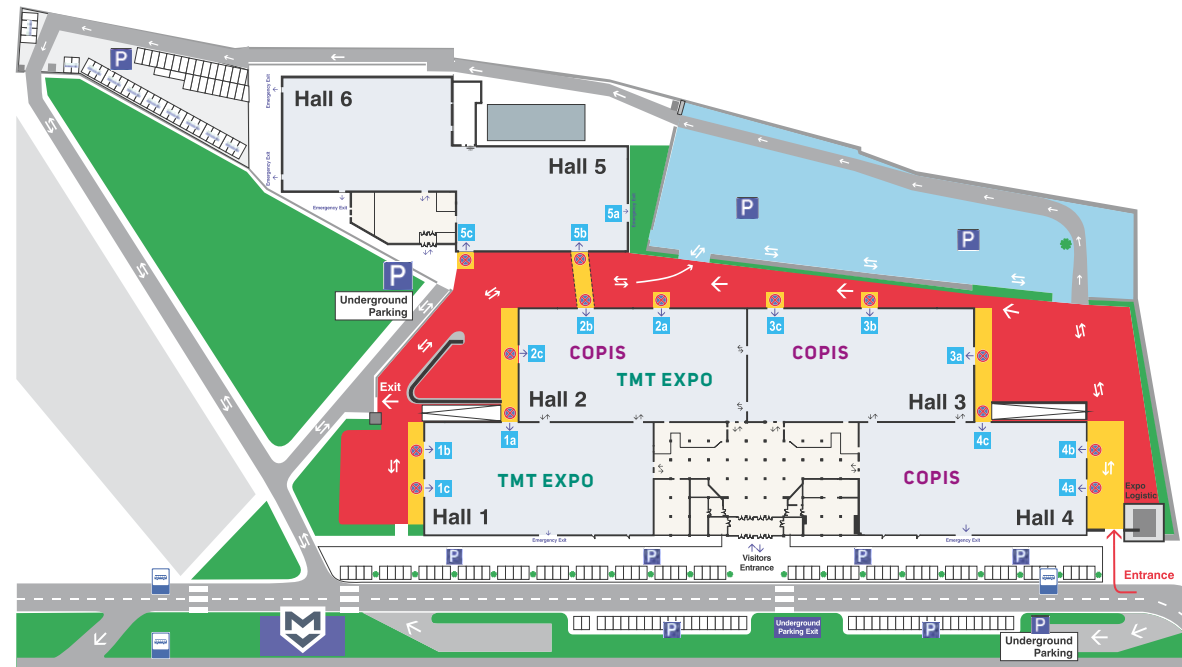 P
Emergency Exit
Hall 6
Emergency Exit
Hall 5
Emergency Exit
5a
Emergency Exit
P
5c
5b
P
P
Underground
Parking
2b
2a
3c
3b
2c
COPIS
COPIS
3a
TMT EXPO
Exit
Hall 2
Hall 3
1a
4c
1b
4b
TMT EXPO
COPIS
1c
4a
Expo
Logistic
Hall 1
Hall 4
Emergency Exit
Emergency Exit
P
P
Visitors
Entrance
P
P
Entrance
M
P
Underground
Parking Exit
P
P
Underground
Parking